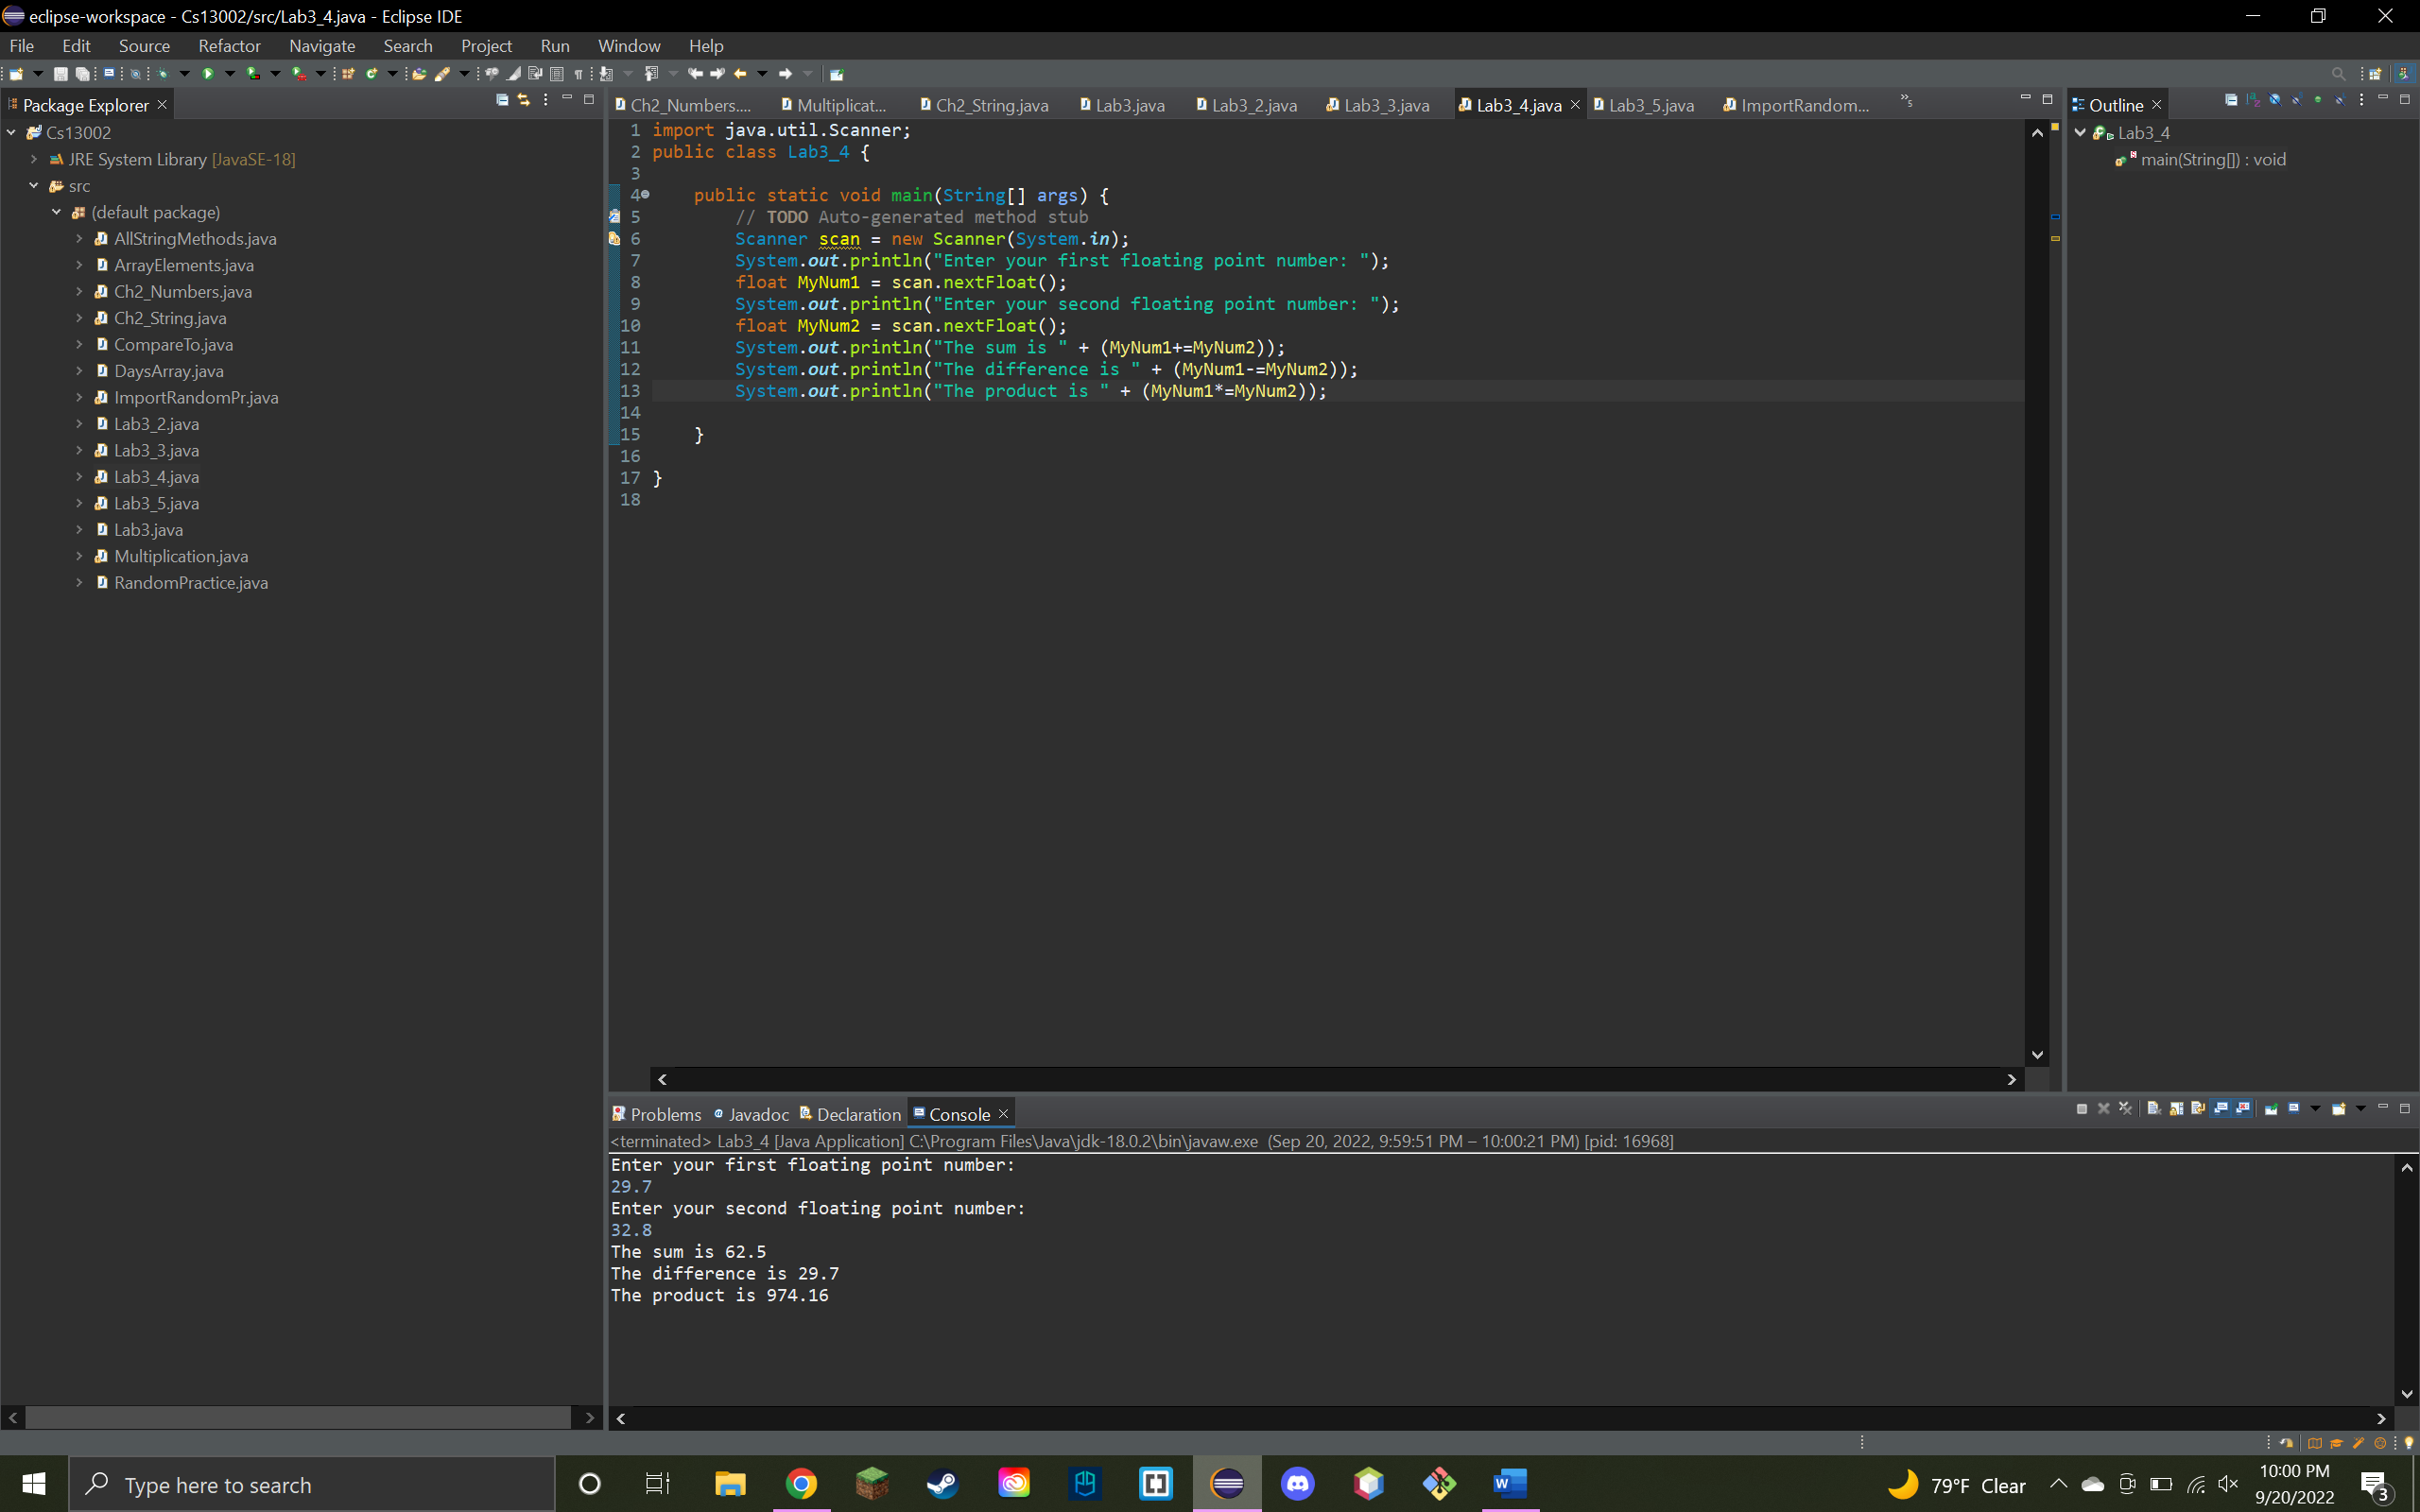 eclipse-workspace - Cs13002/src/Lab3_4.java - Eclipse IDE
File Edit Source Refactor Navigate Search Project Run Window Help
Package Explorer
Cs13002
JRE System Library [JavaSE-18]
src
(default package)
AllStringMethods.java
ArrayElements.java
Ch2_Numbers.java
Ch2_String.java
CompareTo.java
DaysArray.java
ImportRandomPr.java
Lab3_2.java
Lab3_3.java
Lab3_4.java
Lab3_5.java
Lab3.java
Multiplication.java
RandomPractice.java
Ch2_Numbers.... Multiplicat... Ch2_String.java Lab3.java Lab3_2.java Lab3_3.java Lab3_4.java Lab3_5.java ImportRandom... »5
1 import java.util.Scanner;
2 public class Lab3_4 {
3
4 public static void main(String[] args) {
5 // TODO Auto-generated method stub
6 Scanner scan = new Scanner(System.in);
7 System.out.println("Enter your first floating point number: ");
8 float MyNum1 = scan.nextFloat();
9 System.out.println("Enter your second floating point number: ");
10 float MyNum2 = scan.nextFloat();
11 System.out.println("The sum is " + (MyNum1+=MyNum2));
12 System.out.println("The difference is " + (MyNum1-=MyNum2));
13 System.out.println("The product is " + (MyNum1*=MyNum2));
14
15 }
16
17 }
18
Outline
Lab3_4
main(String[]) : void
Problems Javadoc Declaration Console
<terminated> Lab3_4 [Java Application] C:\Program Files\Java\jdk-18.0.2\bin\javaw.exe (Sep 20, 2022, 9:59:51 PM – 10:00:21 PM) [pid: 16968]
Enter your first floating point number:
29.7
Enter your second floating point number:
32.8
The sum is 62.5
The difference is 29.7
The product is 974.16
Type here to search
79°F Clear
10:00 PM
9/20/2022
3